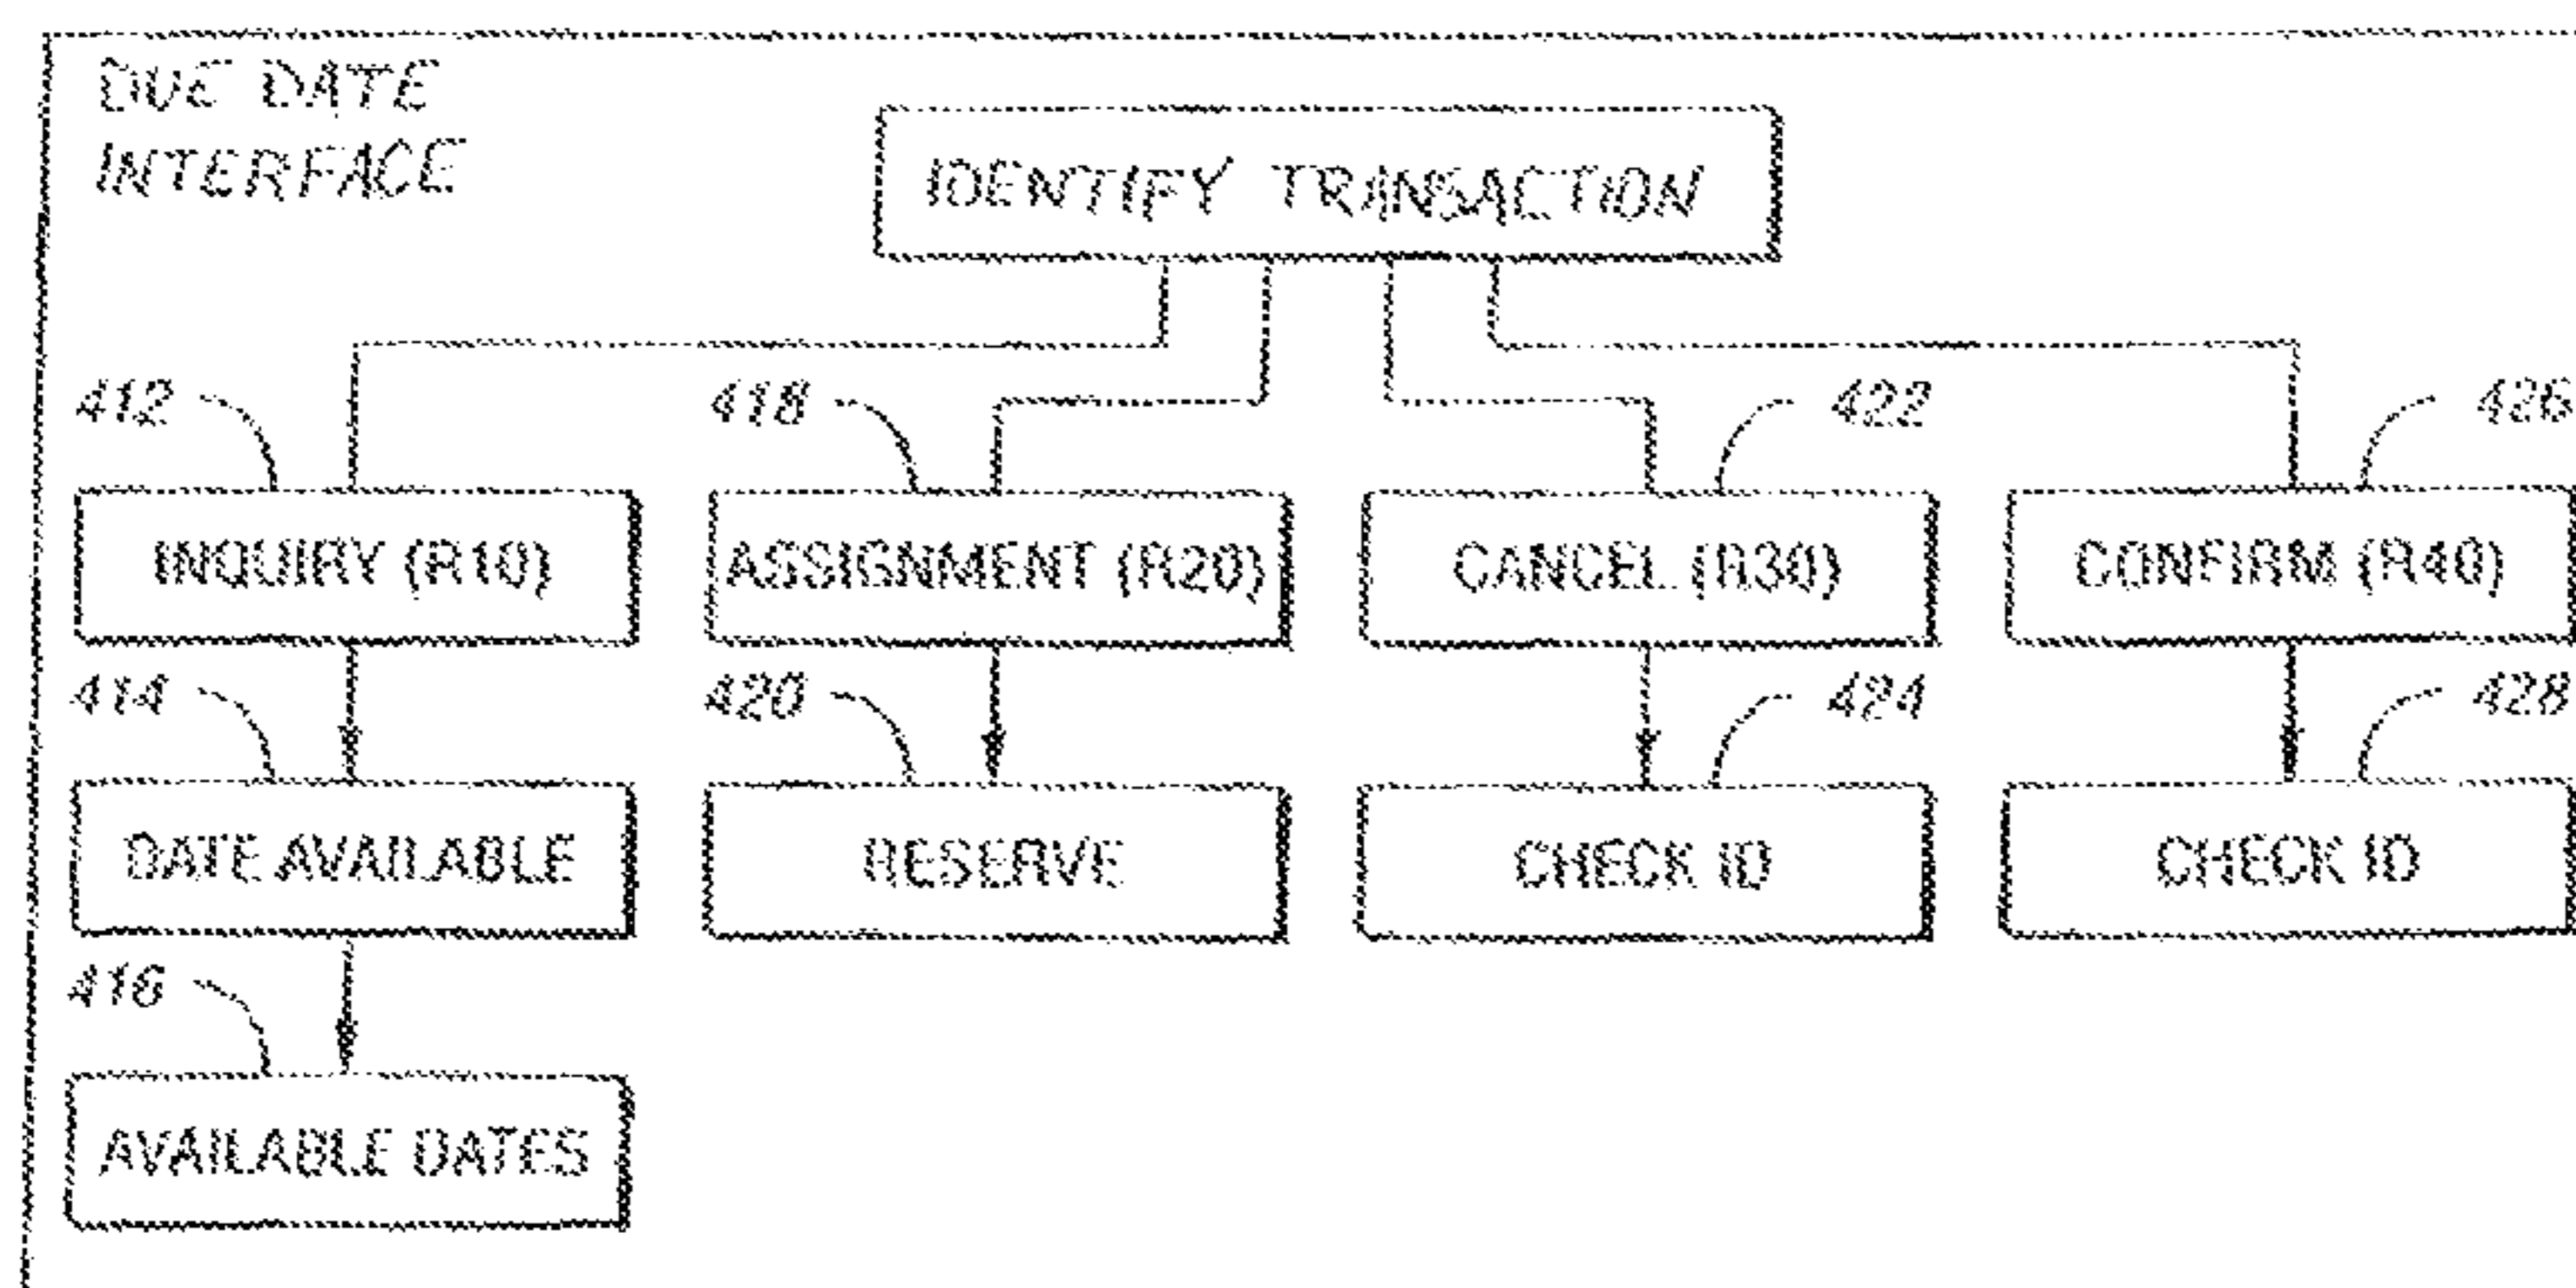 DUE DATE
INTERFACE
IDENTIFY TRANSACTION
412
418
422
426
INQUIRY (R10)
ASSIGNMENT (R20)
CANCEL (R30)
CONFIRM (R40)
414
420
424
428
DATE AVAILABLE
RESERVE
CHECK ID
CHECK ID
416
AVAILABLE DATES